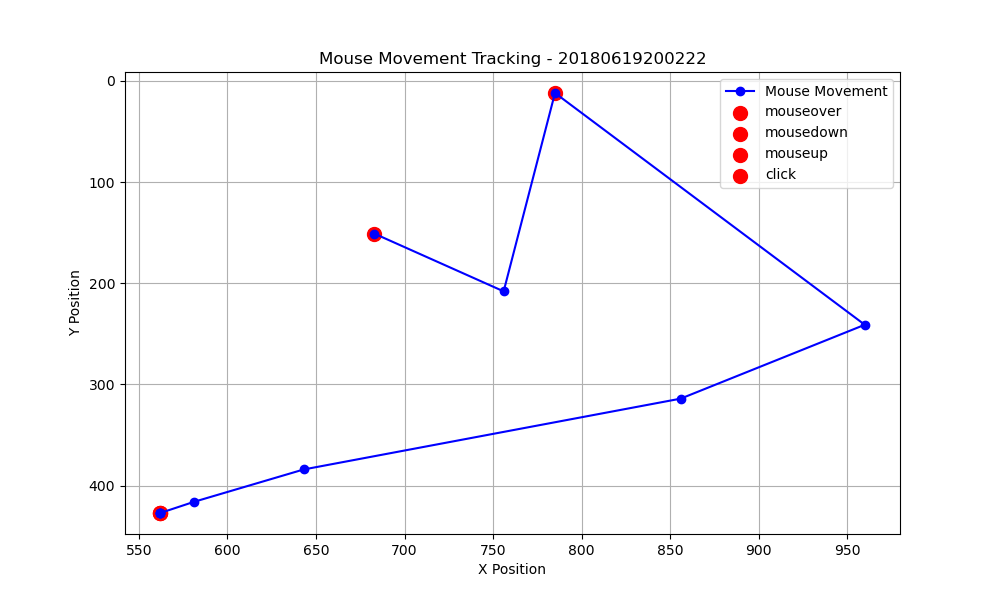 Mouse Movement Tracking - 20180619200222
Mouse Movement
mouseover
mousedown
mouseup
click
Y Position
0
100
200
300
400
550 600 650 700 750 800 850 900 950
X Position